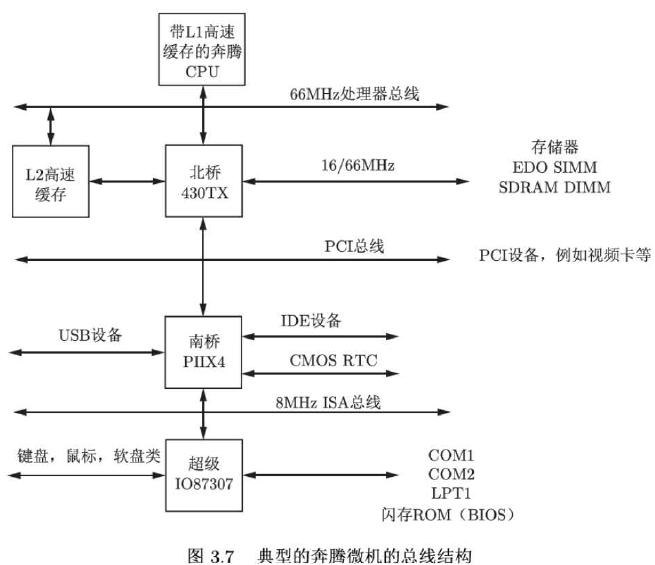 带L1高速
缓存的奔腾
CPU
66MHz处理器总线
L2高速
缓存
北桥
430TX
16/66MHz
存储器
EDO SIMM
SDRAM DIMM
PCI总线
PCI设备，例如视频卡等
USB设备
南桥
PIIX4
IDE设备
CMOS RTC
8MHz ISA总线
键盘，鼠标，软盘类
超级
IO87307
COM1
COM2
LPT1
闪存ROM（BIOS）
图 3.7 典型的奔腾微机的总线结构